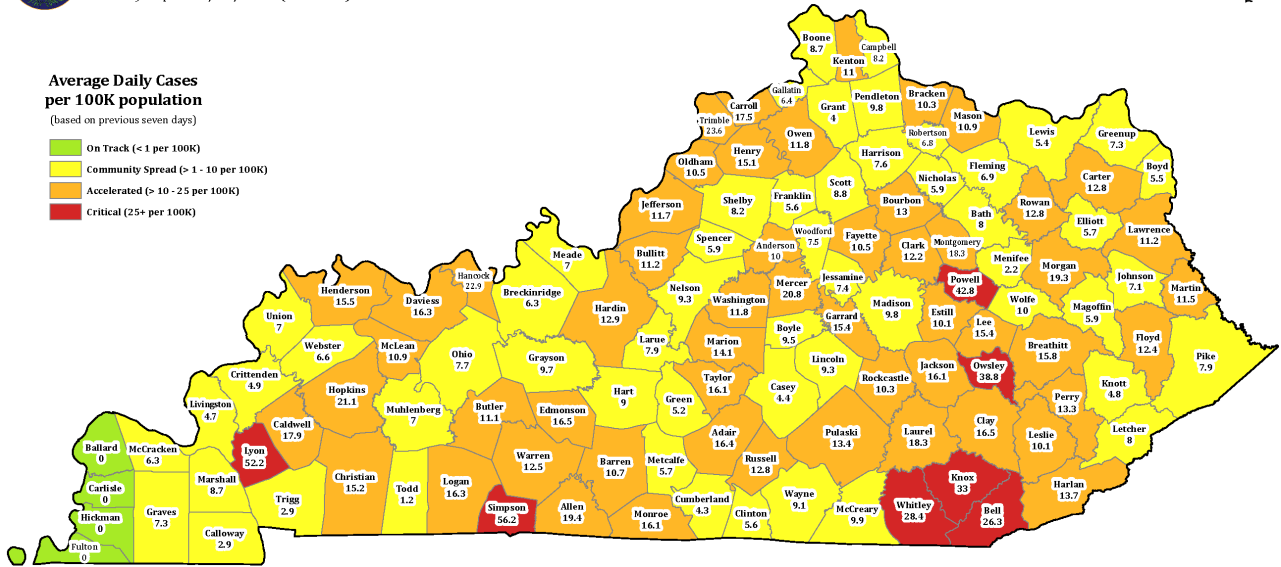 Average Daily Cases
per 100K population
(based on previous seven days)
On Track (< 1 per 100K)
Community Spread (> 1 - 10 per 100K)
Accelerated (> 10 - 25 per 100K)
Critical (25+ per 100K)
Boone
8.7
Kenton
11
Campbell
8.2
Gallatin
6.4
Grant
4
Pendleton
9.8
Bracken
10.3
Mason
10.9
Trimble
23.6
Carroll
17.5
Owen
11.8
Robertson
6.8
Lewis
5.4
Greenup
7.3
Boyd
5.5
Oldham
10.5
Henry
15.1
Harrison
7.6
Nicholas
5.9
Fleming
6.9
Carter
12.8
Jefferson
11.7
Shelby
8.2
Franklin
5.6
Scott
8.8
Bourbon
13
Bath
8
Rowan
12.8
Elliott
5.7
Lawrence
11.2
Spencer
5.9
Anderson
10
Woodford
7.5
Fayette
10.5
Clark
12.2
Montgomery
18.3
Menifee
2.2
Morgan
19.3
Johnson
7.1
Martin
11.5
Meade
7
Bullitt
11.2
Hancock
22.9
Breckinridge
6.3
Nelson
9.3
Washington
11.8
Mercer
20.8
Jessamine
7.4
Madison
9.8
Powell
42.8
Wolfe
10
Magoffin
5.9
Henderson
15.5
Daviess
16.3
Union
7
Hardin
12.9
Garrard
15.4
Estill
10.1
Lee
15.4
Breathitt
15.8
Floyd
12.4
Pike
7.9
Webster
6.6
McLean
10.9
Ohio
7.7
Grayson
9.7
Larue
7.9
Marion
14.1
Boyle
9.5
Lincoln
9.3
Rockcastle
10.3
Jackson
16.1
Owsley
38.8
Knott
4.8
Crittenden
4.9
Hopkins
21.1
Muhlenberg
7
Butler
11.1
Edmonson
16.5
Hart
9
Green
5.2
Taylor
16.1
Casey
4.4
Perry
13.3
Livingston
4.7
Caldwell
17.9
Lyon
52.2
Warren
12.5
Barren
10.7
Metcalfe
5.7
Adair
16.4
Russell
12.8
Pulaski
13.4
Laurel
18.3
Clay
16.5
Leslie
10.1
Letcher
8
Ballard
0
McCracken
6.3
Carlisle
0
Hickman
0
Fulton
0
Graves
7.3
Marshall
8.7
Calloway
2.9
Trigg
2.9
Christian
15.2
Todd
1.2
Logan
16.3
Simpson
56.2
Allen
19.4
Monroe
16.1
Cumberland
4.3
Clinton
5.6
Wayne
9.1
McCreary
9.9
Whitley
28.4
Knox
33
Bell
26.3
Harlan
13.7